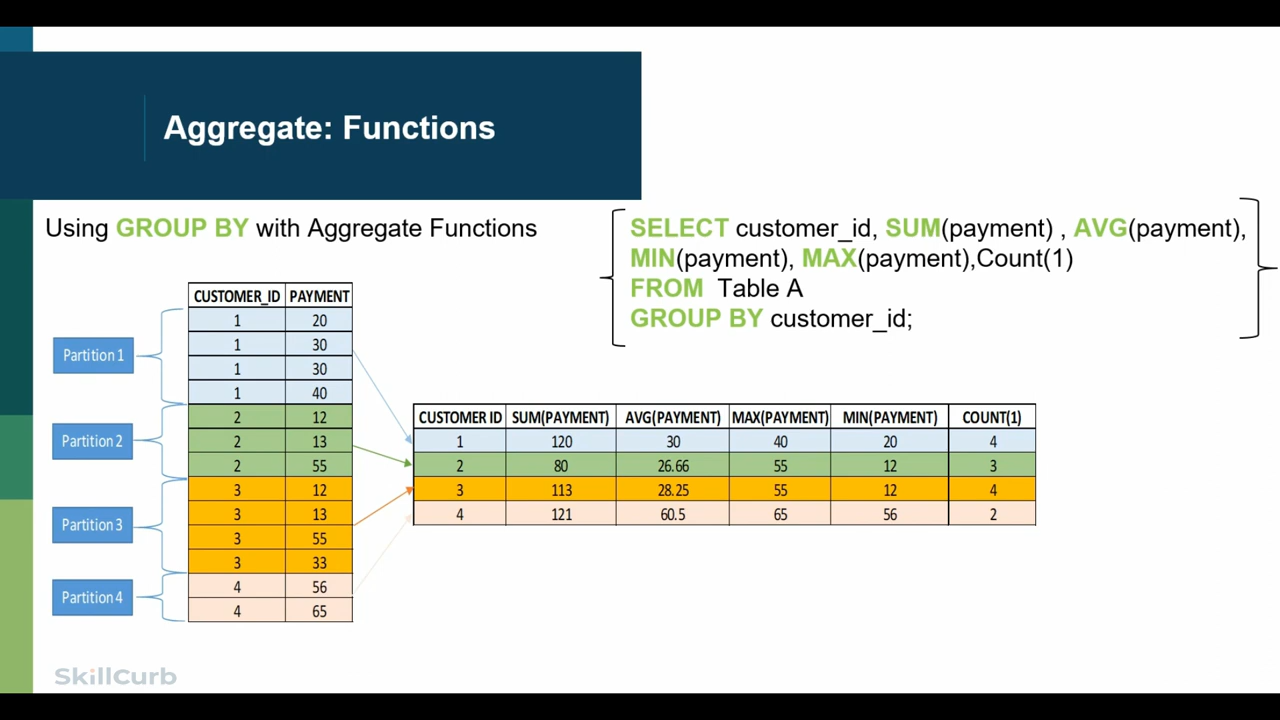 Aggregate: Functions
Using GROUP BY with Aggregate Functions
SELECT customer_id, SUM(payment) , AVG(payment),
MIN(payment), MAX(payment),Count(1)
FROM Table A
GROUP BY customer_id;
CUSTOMER_ID PAYMENT
1 20
1 30
1 30
1 40
2 12
2 13
2 55
3 12
3 13
3 55
3 33
4 56
4 65
Partition 1
Partition 2
Partition 3
Partition 4
CUSTOMER ID SUM(PAYMENT) AVG(PAYMENT) MAX(PAYMENT) MIN(PAYMENT) COUNT(1)
1 120 30 40 20 4
2 80 26.66 55 12 3
3 113 28.25 55 12 4
4 121 60.5 65 56 2
SkillCurb